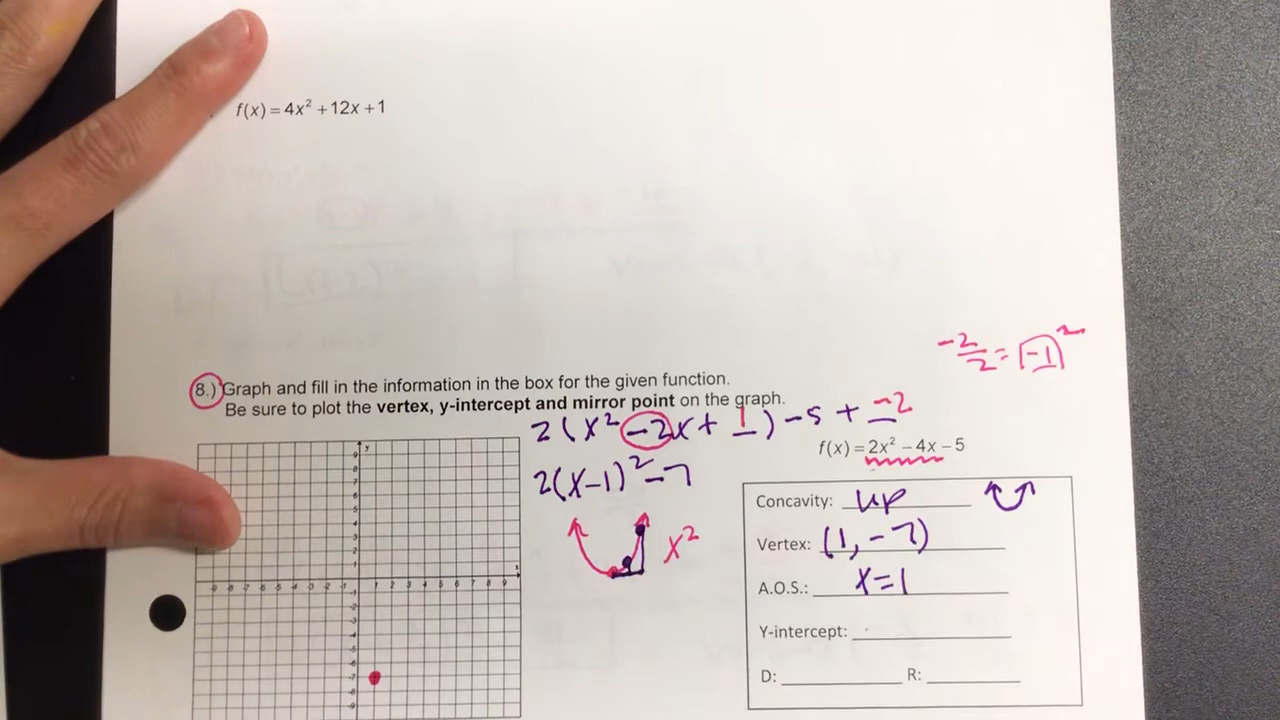 f(x) = 4x² + 12x + 1
-2/2 = -1²
8.) Graph and fill in the information in the box for the given function.
Be sure to plot the vertex, y-intercept and mirror point on the graph.
2(x² -2x + 1) -5 + -2
f(x) = 2x² - 4x - 5
2(x-1)² -7
x²
Concavity: up
Vertex: (1, -7)
A.O.S.: x=1
Y-intercept:
D: R:
y
x